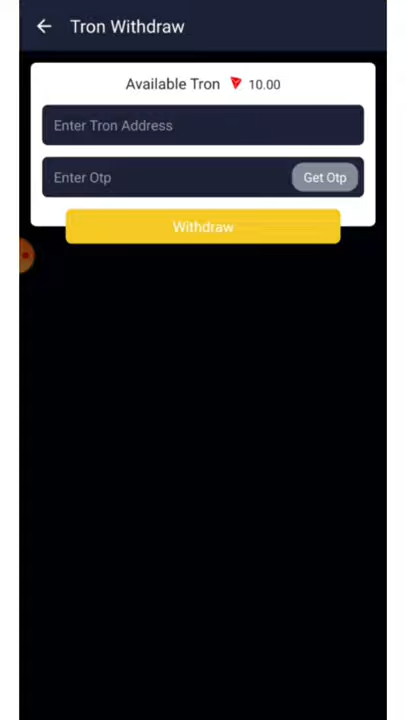 Tron Withdraw
Available Tron 10.00
Enter Tron Address
Enter Otp
Get Otp
Withdraw